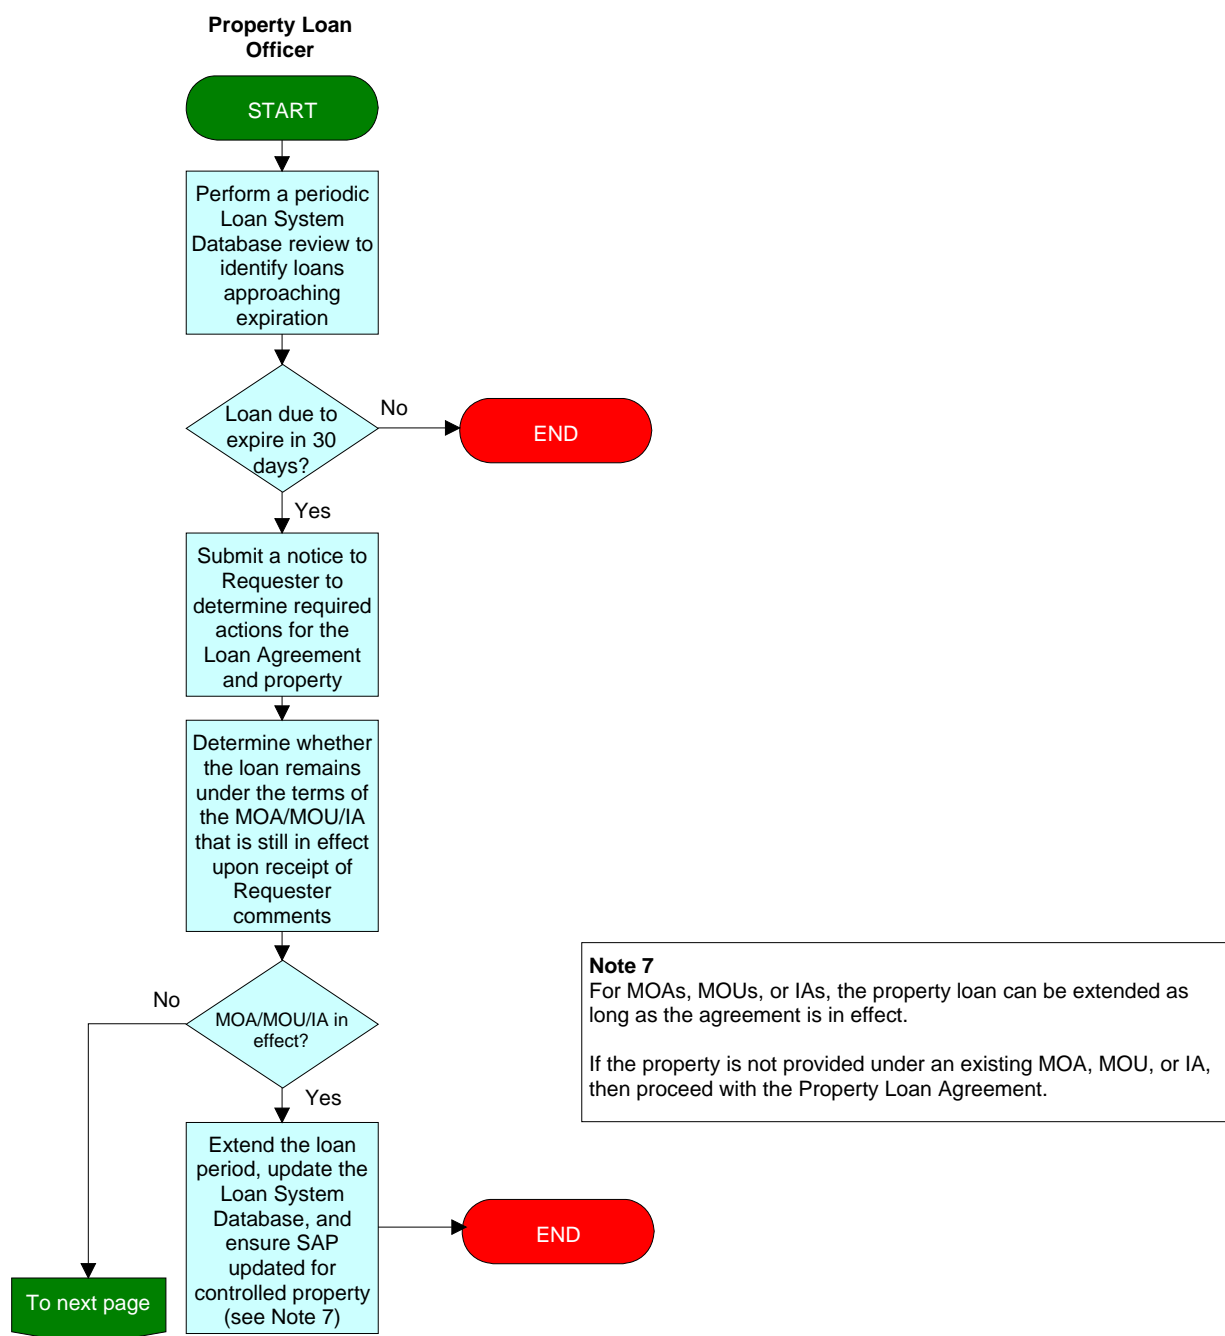 Property Loan
Officer
START
Perform a periodic
Loan System
Database review to
identify loans
approaching
expiration
Loan due to
expire in 30
days?
No
END
Yes
Submit a notice to
Requester to
determine required
actions for the
Loan Agreement
and property
Determine whether
the loan remains
under the terms of
the MOA/MOU/IA
that is still in effect
upon receipt of
Requester
comments
MOA/MOU/IA in
effect?
No
Yes
Note 7
For MOAs, MOUs, or IAs, the property loan can be extended as
long as the agreement is in effect.
If the property is not provided under an existing MOA, MOU, or IA,
then proceed with the Property Loan Agreement.
Extend the loan
period, update the
Loan System
Database, and
ensure SAP
updated for
controlled property
(see Note 7)
END
To next page